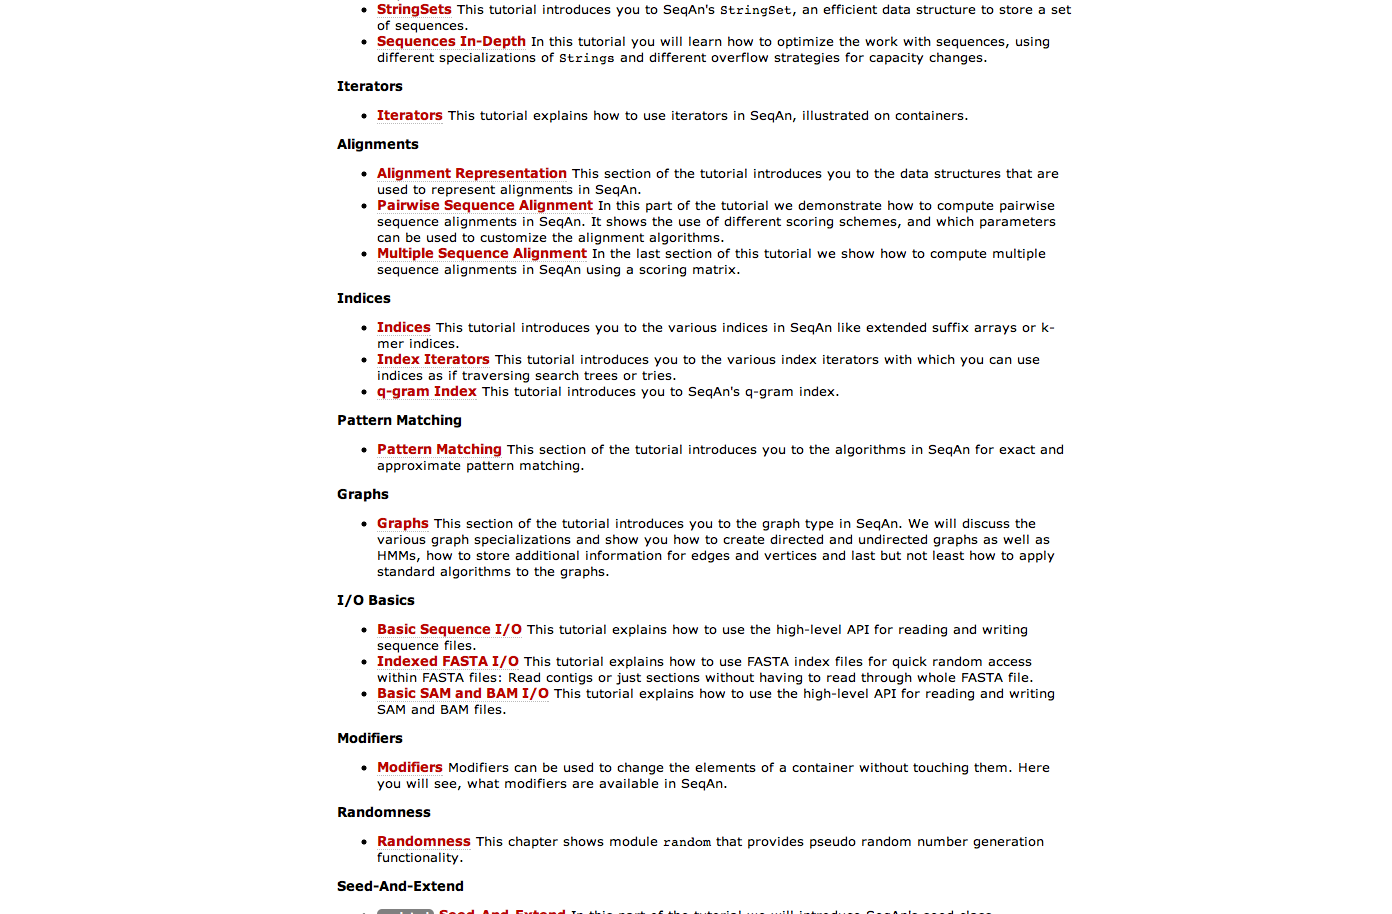 StringSets This tutorial introduces you to SeqAn's StringSet, an efficient data structure to store a set
of sequences.
Sequences In-Depth In this tutorial you will learn how to optimize the work with sequences, using
different specializations of Strings and different overflow strategies for capacity changes.
Iterators
Iterators This tutorial explains how to use iterators in SeqAn, illustrated on containers.
Alignments
Alignment Representation This section of the tutorial introduces you to the data structures that are
used to represent alignments in SeqAn.
Pairwise Sequence Alignment In this part of the tutorial we demonstrate how to compute pairwise
sequence alignments in SeqAn. It shows the use of different scoring schemes, and which parameters
can be used to customize the alignment algorithms.
Multiple Sequence Alignment In the last section of this tutorial we show how to compute multiple
sequence alignments in SeqAn using a scoring matrix.
Indices
Indices This tutorial introduces you to the various indices in SeqAn like extended suffix arrays or k-
mer indices.
Index Iterators This tutorial introduces you to the various index iterators with which you can use
indices as if traversing search trees or tries.
q-gram Index This tutorial introduces you to SeqAn's q-gram index.
Pattern Matching
Pattern Matching This section of the tutorial introduces you to the algorithms in SeqAn for exact and
approximate pattern matching.
Graphs
Graphs This section of the tutorial introduces you to the graph type in SeqAn. We will discuss the
various graph specializations and show you how to create directed and undirected graphs as well as
HMMs, how to store additional information for edges and vertices and last but not least how to apply
standard algorithms to the graphs.
I/O Basics
Basic Sequence I/O This tutorial explains how to use the high-level API for reading and writing
sequence files.
Indexed FASTA I/O This tutorial explains how to use FASTA index files for quick random access
within FASTA files: Read contigs or just sections without having to read through whole FASTA file.
Basic SAM and BAM I/O This tutorial explains how to use the high-level API for reading and writing
SAM and BAM files.
Modifiers
Modifiers Modifiers can be used to change the elements of a container without touching them. Here
you will see, what modifiers are available in SeqAn.
Randomness
Randomness This chapter shows module random that provides pseudo random number generation
functionality.
Seed-And-Extend
Seed-And-Extend In this part of the tutorial we will introduce SeqAn's seed class